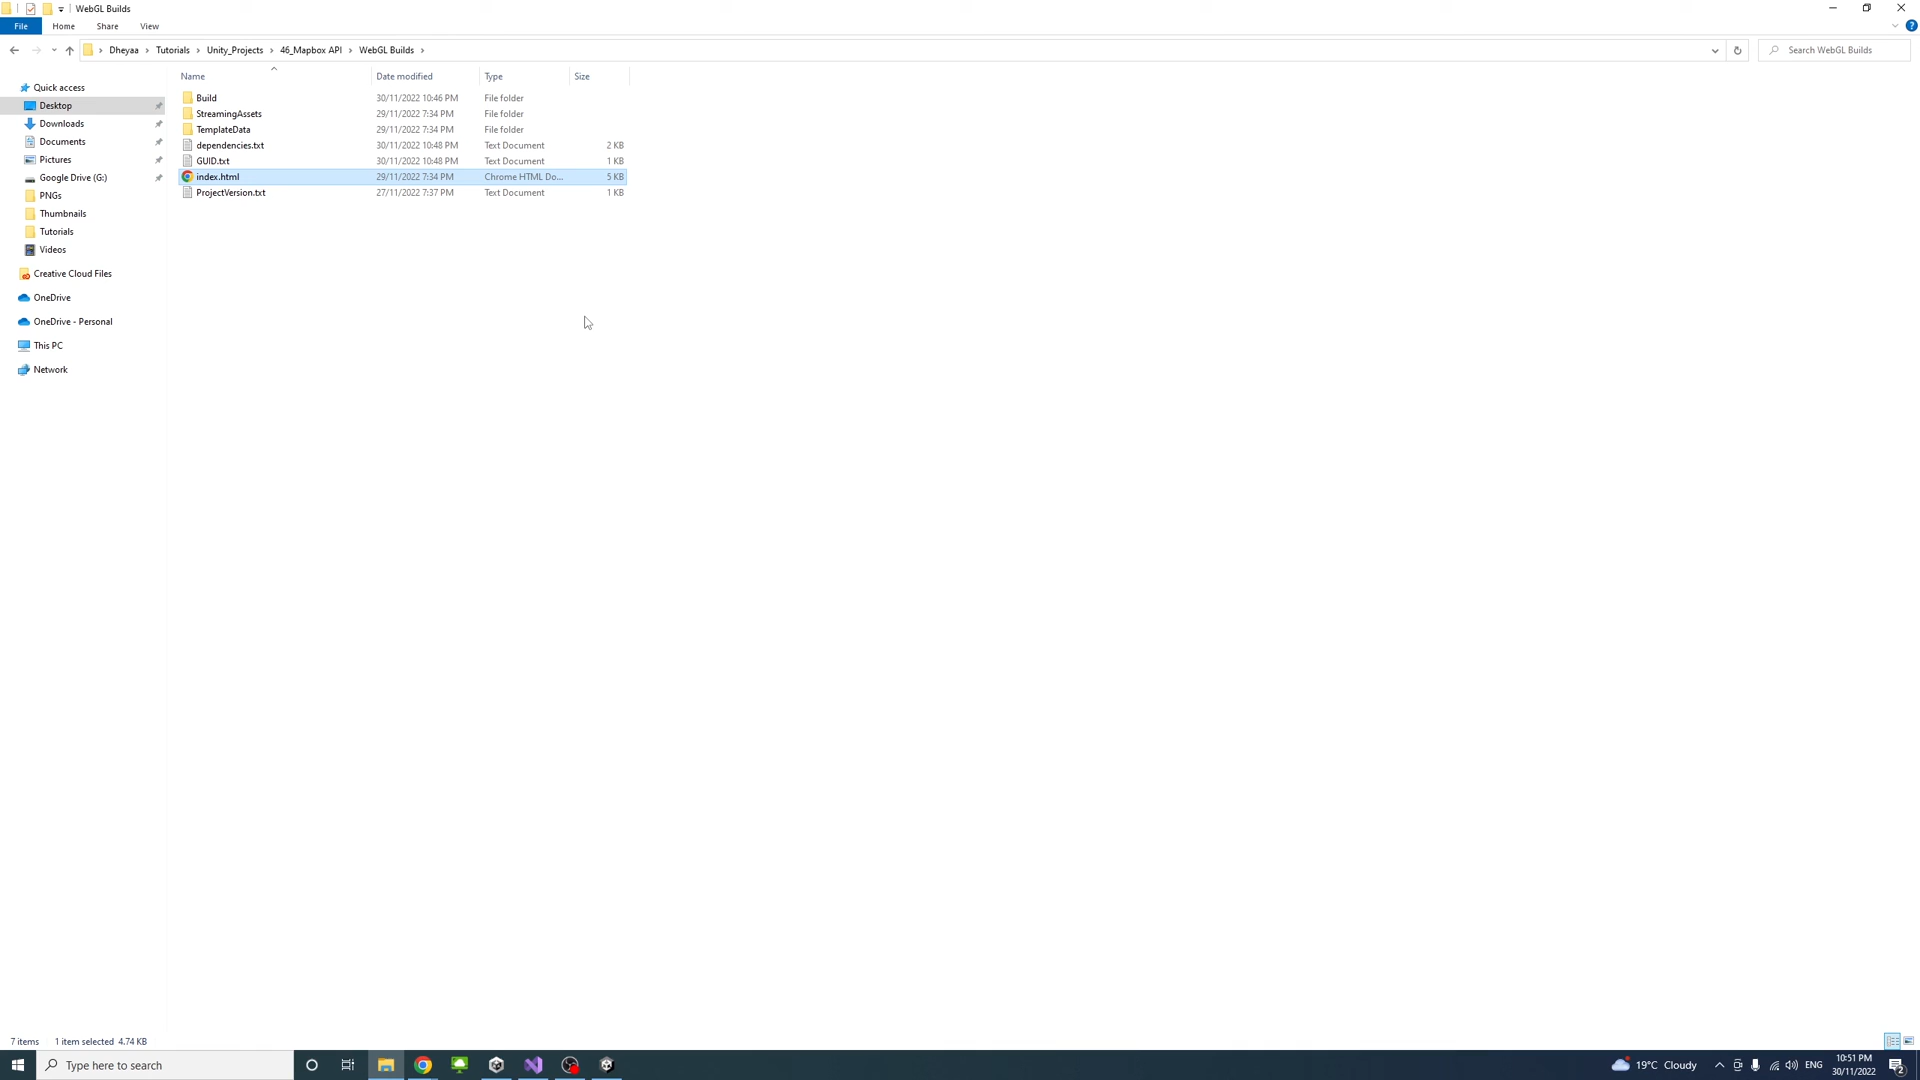 WebGL Builds
File Home Share View
Dheyaa Tutorials Unity_Projects 46_Mapbox API WebGL Builds Search WebGL Builds
Name Date modified Type Size
Quick access
Desktop
Downloads
Documents
Pictures
Google Drive (G:)
PNGs
Thumbnails
Tutorials
Videos
Creative Cloud Files
OneDrive
OneDrive - Personal
This PC
Network
Build 30/11/2022 10:46 PM File folder
StreamingAssets 29/11/2022 7:34 PM File folder
TemplateData 29/11/2022 7:34 PM File folder
dependencies.txt 30/11/2022 10:48 PM Text Document 2 KB
GUID.txt 30/11/2022 10:48 PM Text Document 1 KB
index.html 29/11/2022 7:34 PM Chrome HTML Do... 5 KB
ProjectVersion.txt 27/11/2022 7:37 PM Text Document 1 KB
7 items 1 item selected 4.74 KB
Type here to search 19°C Cloudy ENG 10:51 PM
30/11/2022 2